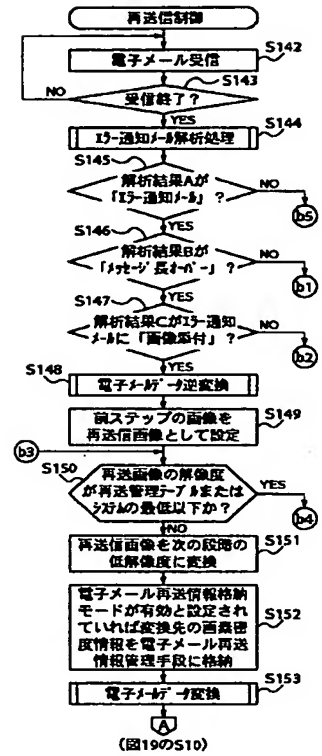 再送信制御
S142
電子メール受信
S143
NO
受信終了?
YES
S144
エラー通知メール解析処理
S145
解析結果Aが
「エラー通知メール」?
NO
b5
YES
S146
解析結果Bが
「メッセージ長オーバー」?
NO
b1
YES
S147
解析結果Cがエラー通知
メールに「画像添付」?
NO
b2
YES
S148
電子メールデータ逆変換
S149
前ステップの画像を
再送信画像として設定
b3
S150
再送画像の解像度
が再送管理テーブルまたは
システムの最低以下か?
YES
b4
NO
S151
再送信画像を次の段階の
低解像度に変換
S152
電子メール再送情報格納
モードが有効と設定され
ていれば変換先の画素密
度情報を電子メール再送
情報管理手段に格納
S153
電子メールデータ変換
A
(図19のS10)